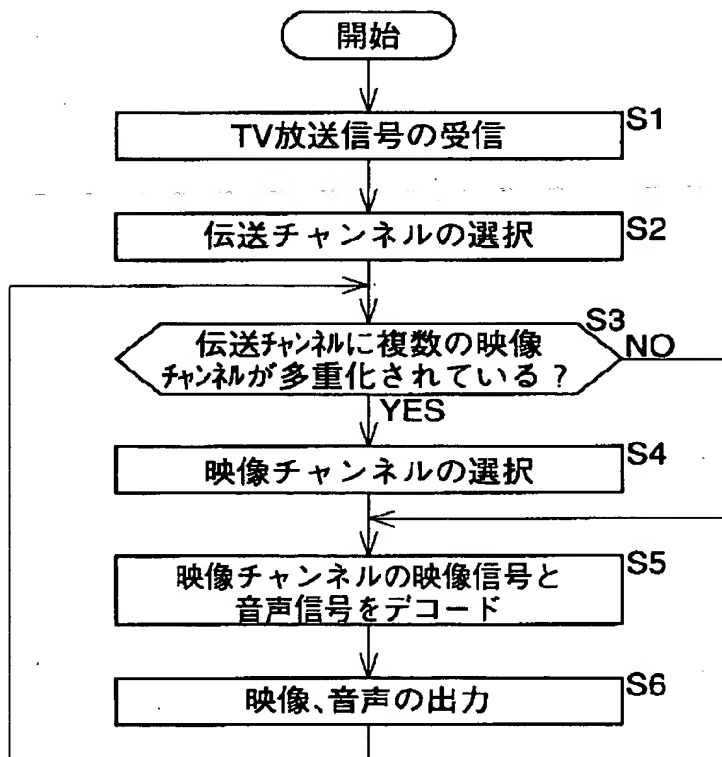 開始
TV放送信号の受信
S1
伝送チャンネルの選択
S2
伝送チャンネルに複数の映像
チャンネルが多重化されている?
S3
NO
YES
映像チャンネルの選択
S4
映像チャンネルの映像信号と
音声信号をデコード
S5
映像、音声の出力
S6